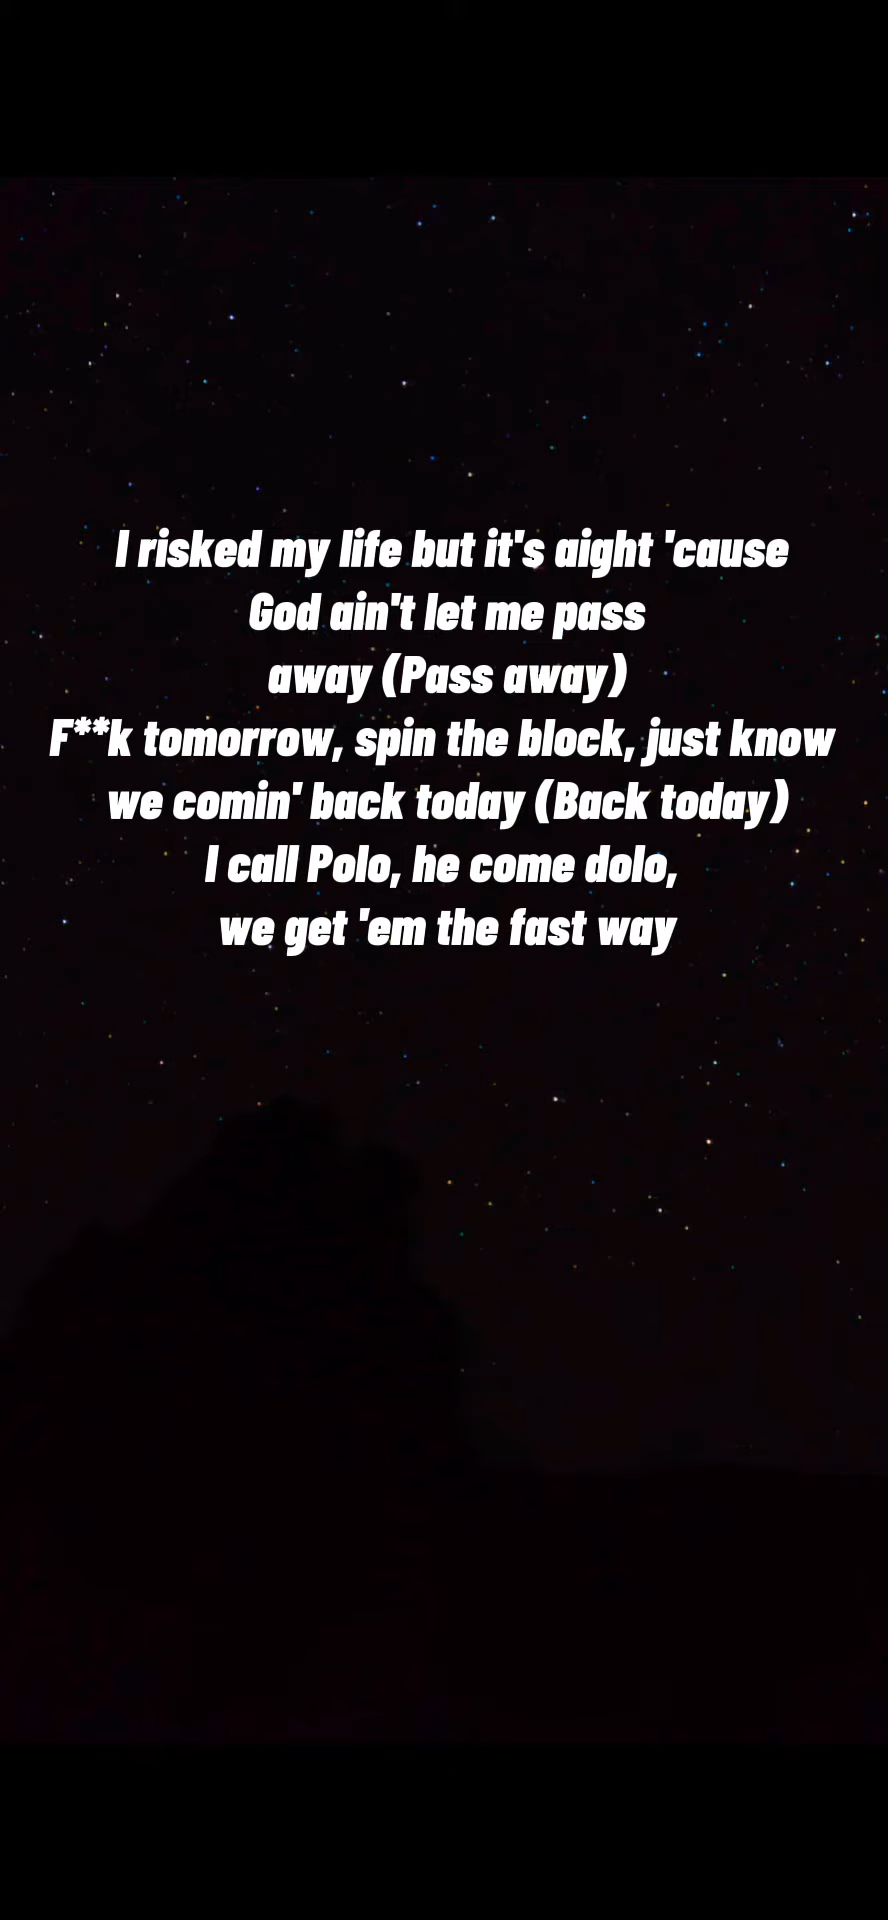 I risked my life but it's aight 'cause
God ain't let me pass
away (Pass away)
F**k tomorrow, spin the block, just know
we comin' back today (Back today)
I call Polo, he come dolo,
we get 'em the fast way